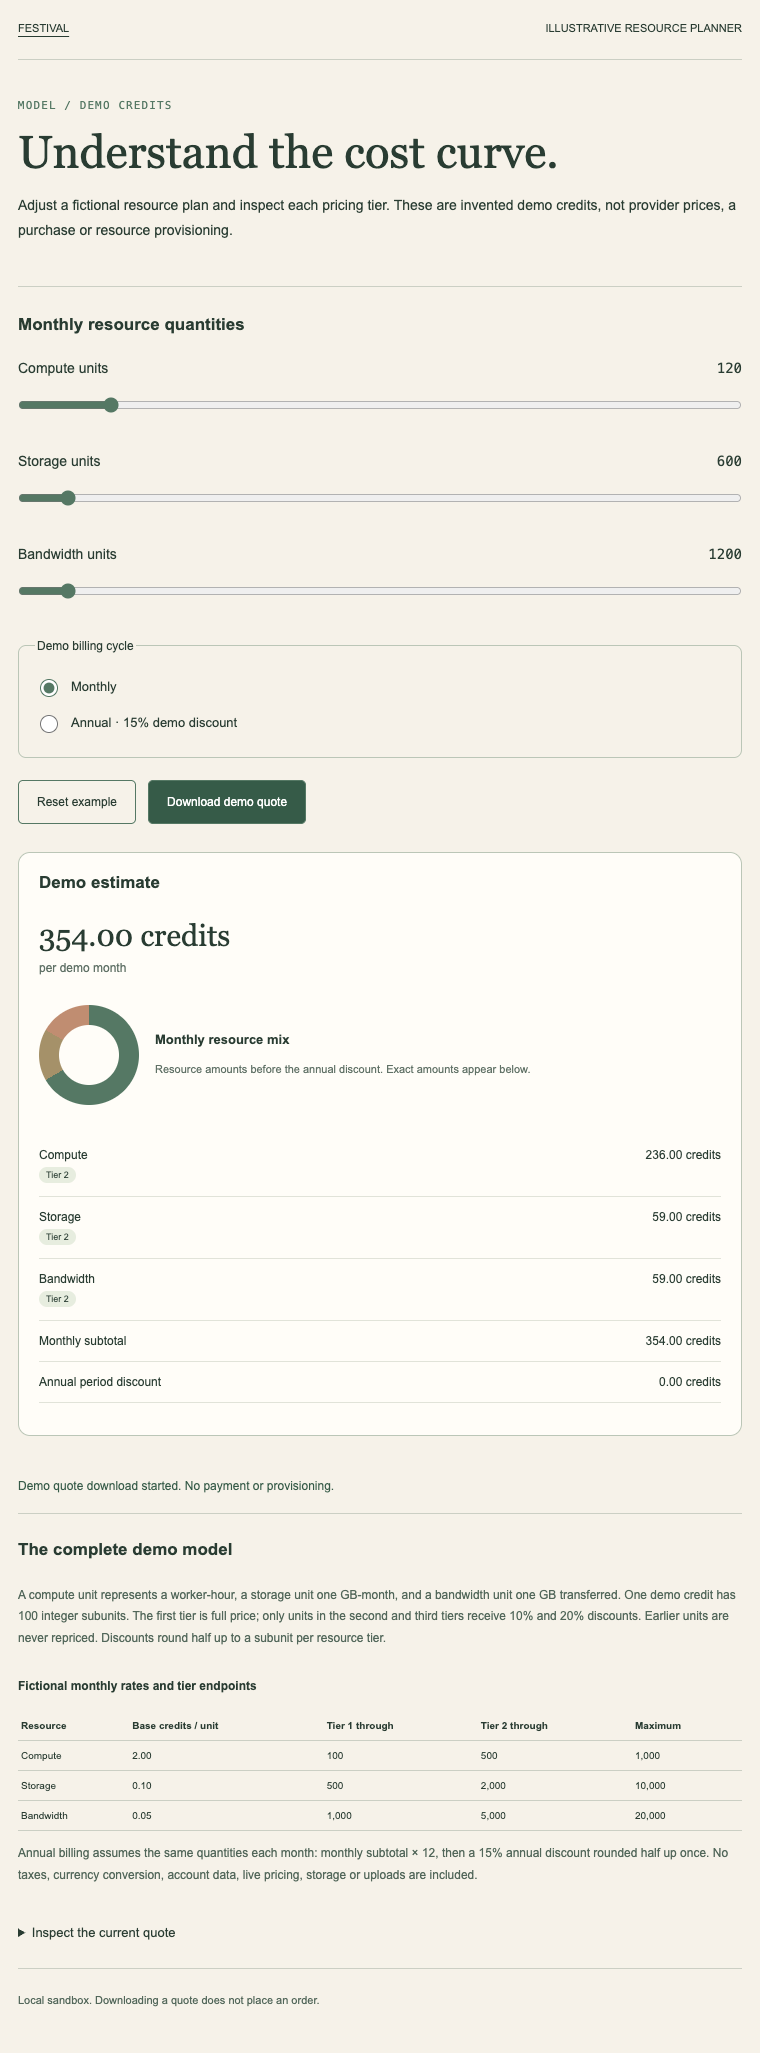 FESTIVAL
ILLUSTRATIVE RESOURCE PLANNER
MODEL / DEMO CREDITS
Understand the cost curve.
Adjust a fictional resource plan and inspect each pricing tier. These are invented demo credits, not provider prices, a
purchase or resource provisioning.
Monthly resource quantities
Compute units 120
Storage units 600
Bandwidth units 1200
Demo billing cycle
Monthly
Annual · 15% demo discount
Reset example
Download demo quote
Demo estimate
354.00 credits
per demo month
Monthly resource mix
Resource amounts before the annual discount. Exact amounts appear below.
Compute 236.00 credits
Tier 2
Storage 59.00 credits
Tier 2
Bandwidth 59.00 credits
Tier 2
Monthly subtotal 354.00 credits
Annual period discount 0.00 credits
Demo quote download started. No payment or provisioning.
The complete demo model
A compute unit represents a worker-hour, a storage unit one GB-month, and a bandwidth unit one GB transferred. One demo credit has
100 integer subunits. The first tier is full price; only units in the second and third tiers receive 10% and 20% discounts. Earlier units are
never repriced. Discounts round half up to a subunit per resource tier.
Fictional monthly rates and tier endpoints
Resource Base credits / unit Tier 1 through Tier 2 through Maximum
Compute 2.00 100 500 1,000
Storage 0.10 500 2,000 10,000
Bandwidth 0.05 1,000 5,000 20,000
Annual billing assumes the same quantities each month: monthly subtotal × 12, then a 15% annual discount rounded half up once. No
taxes, currency conversion, account data, live pricing, storage or uploads are included.
Inspect the current quote
Local sandbox. Downloading a quote does not place an order.